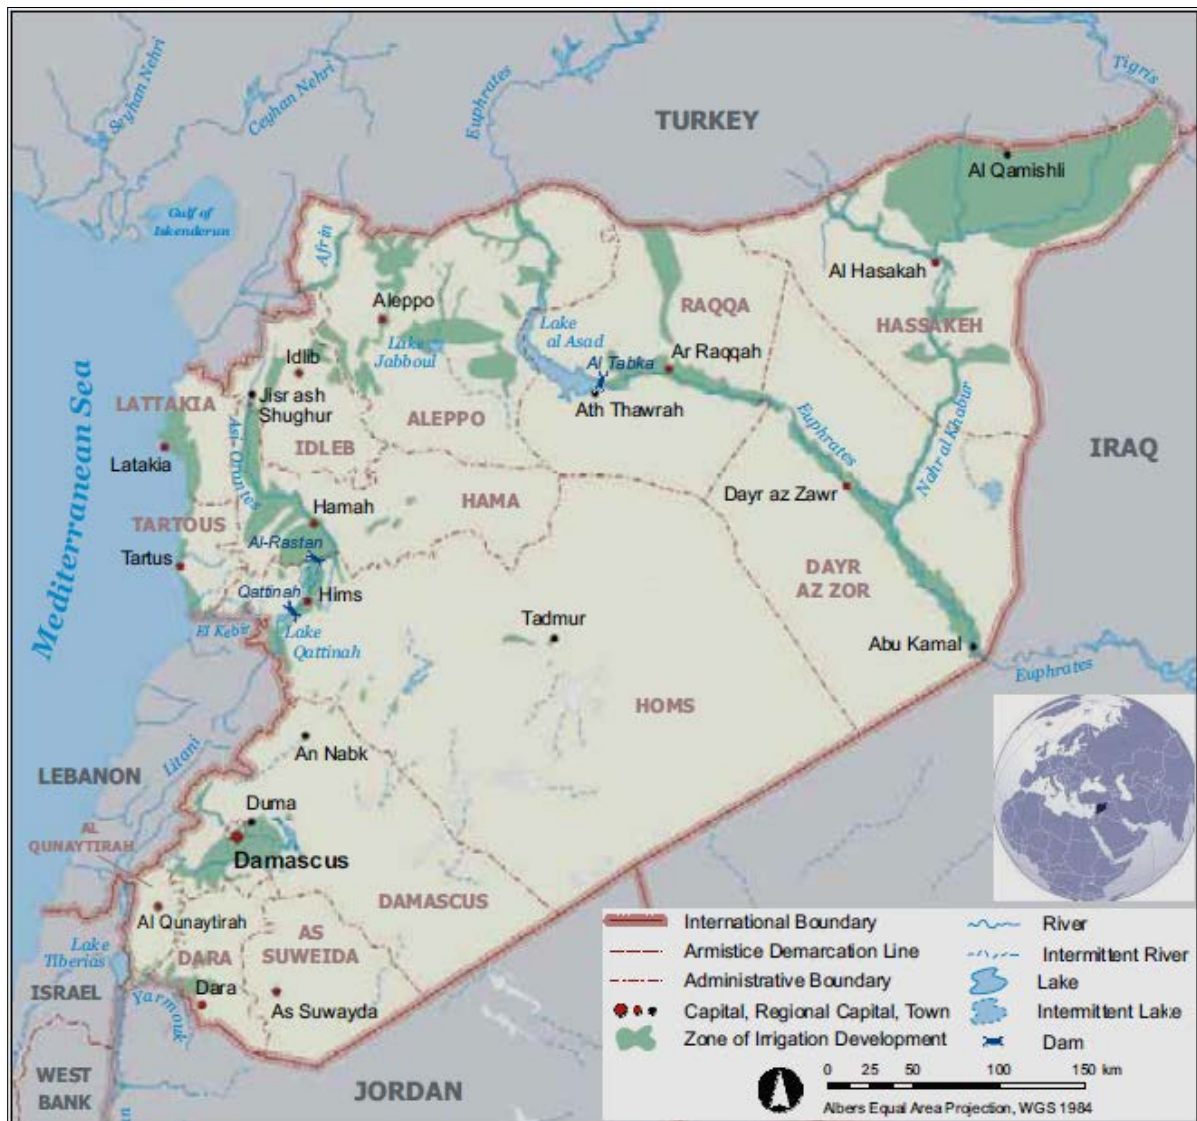 Seyhan Nehri
Ceyhan Nehri
Euphrates
Tigris
TURKEY
Al Qamishli
Gulf of
Iskenderun
Afrin
Al Hasakah
Aleppo
RAQQA
HASSAKEH
Lake
al Asad
Lake
Jabboul
Idlib
Al Tabka
Ar Raqqah
Mediterranean Sea
LATTAKIA
Jisr ash
Shughur
ALEPPO
Ath Thawrah
Euphrates
Nahr al Khabur
IRAQ
Asi-Orontes
IDLEB
Latakia
HAMA
Dayr az Zawr
Hamah
TARTOUS
Al-Rastan
Tartus
DAYR
AZ ZOR
Qattinah
Hims
Tadmur
El Kebir
Lake
Qattinah
Abu Kamal
Euphrates
HOMS
An Nabk
Litani
LEBANON
Duma
AL
QUNAYTIRAH
Damascus
DAMASCUS
Al Qunaytirah
AS
SUWEIDA
Lake
Tiberias
DARA
ISRAEL
Dara
As Suwayda
Yarmouk
WEST
BANK
JORDAN
International Boundary
Armistice Demarcation Line
Administrative Boundary
Capital, Regional Capital, Town
Zone of Irrigation Development
River
Intermittent River
Lake
Intermittent Lake
Dam
0 25 50 100 150 km
Albers Equal Area Projection, WGS 1984